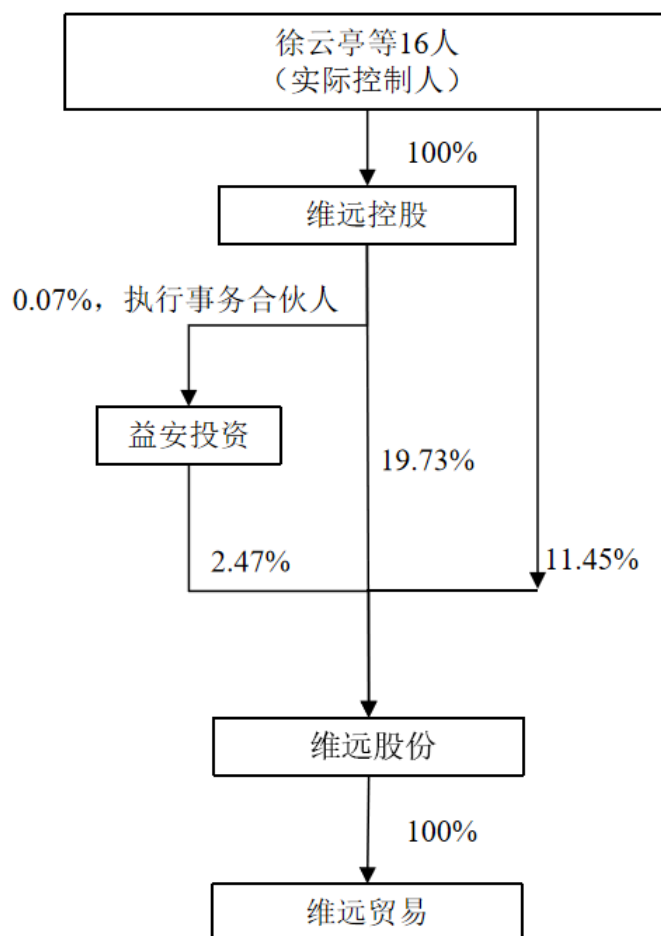 徐云亭等16人
（实际控制人）
100%
维远控股
0.07%，执行事务合伙人
益安投资
19.73%
2.47%
11.45%
维远股份
100%
维远贸易